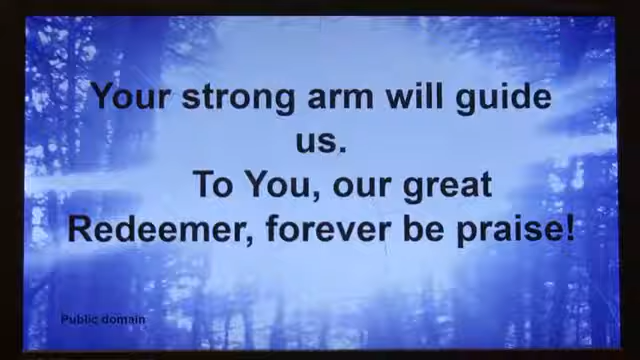 Your strong arm will guide
us.
To You, our great
Redeemer, forever be praise!
Public domain